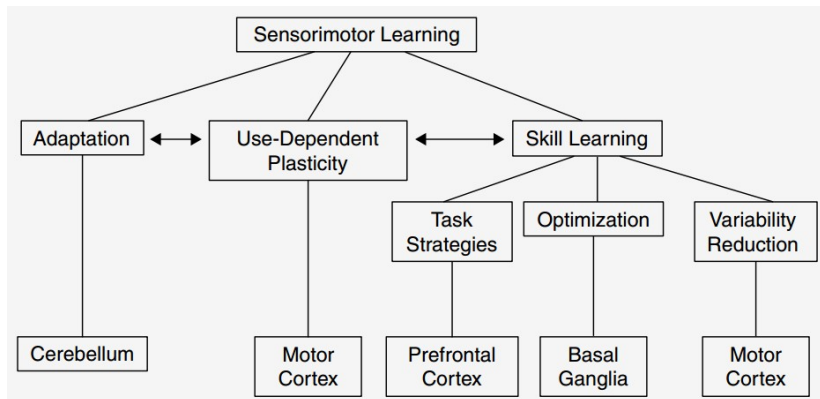 Sensorimotor Learning
Adaptation
Use-Dependent
Plasticity
Skill Learning
Task
Strategies
Optimization
Variability
Reduction
Cerebellum
Motor
Cortex
Prefrontal
Cortex
Basal
Ganglia
Motor
Cortex